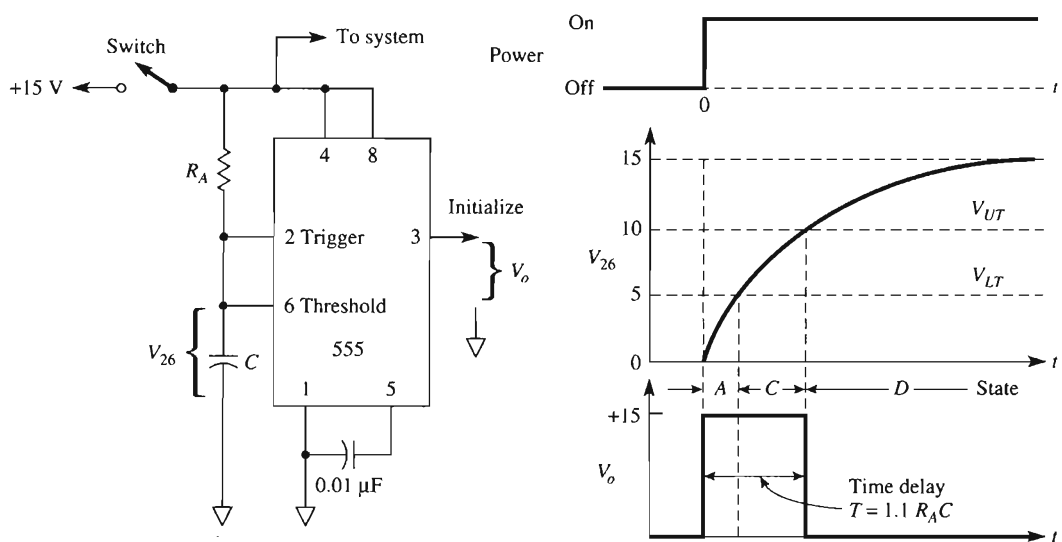 Switch
To system
+15 V
R_A
4
8
Initialize
2 Trigger
3
V_o
6 Threshold
V_26
C
555
1
5
0.01 µF
On
Power
Off
t
0
15
V_UT
10
V_26
V_LT
5
0
t
A
C
D
State
+15
V_o
Time delay
T = 1.1 R_A C
t